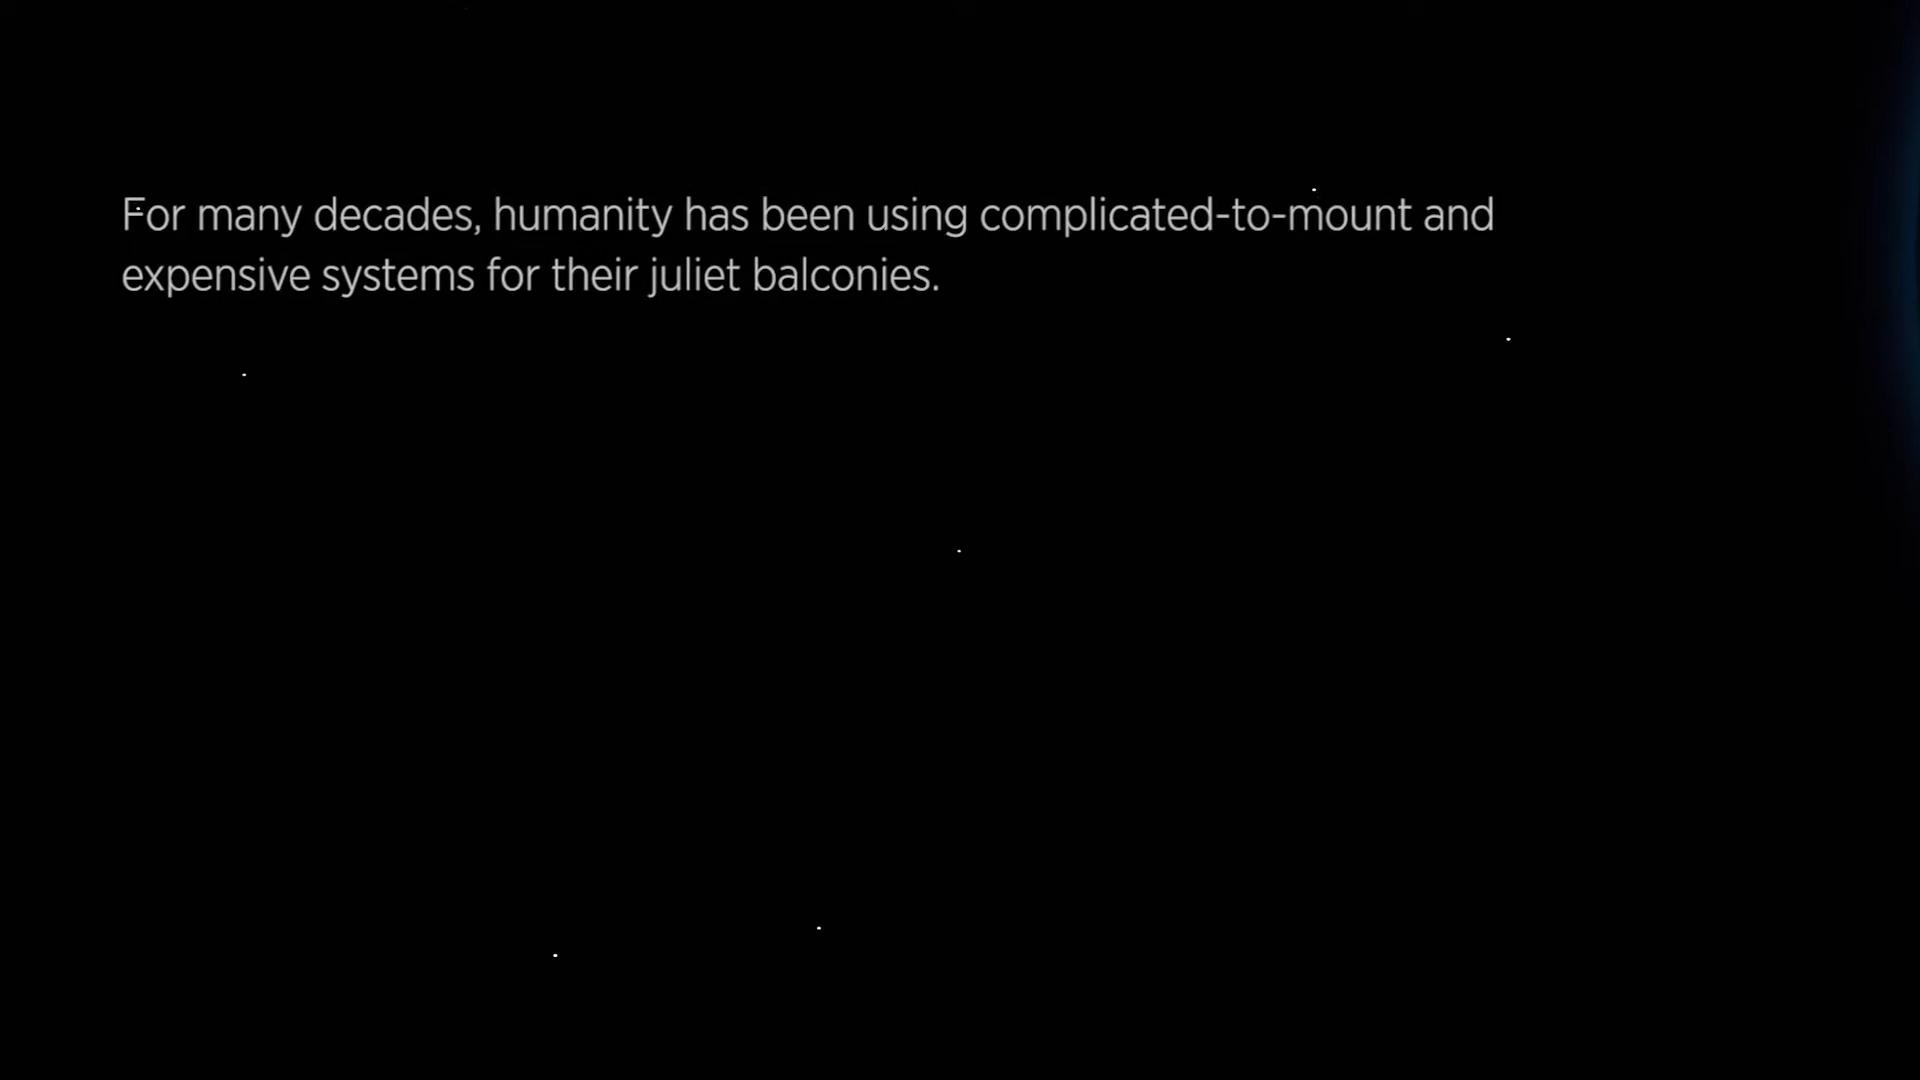 For many decades, humanity has been using complicated-to-mount and
expensive systems for their juliet balconies.